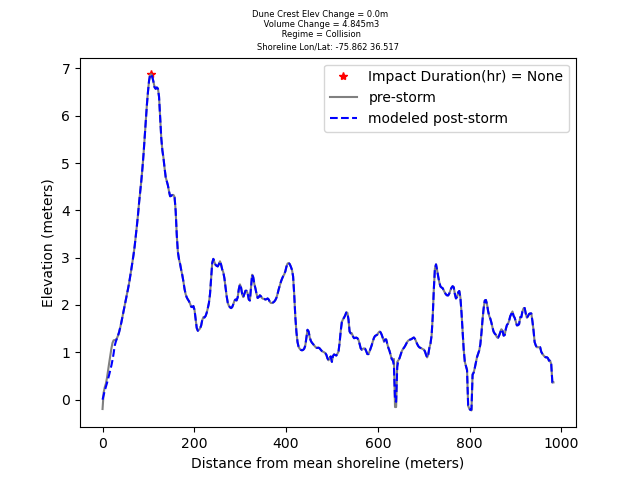 Dune Crest Elev Change = 0.0m
Volume Change = 4.845m3
Regime = Collision
Shoreline Lon/Lat: -75.862 36.517
Impact Duration(hr) = None
pre-storm
modeled post-storm
Elevation (meters)
7
6
5
4
3
2
1
0
0 200 400 600 800 1000
Distance from mean shoreline (meters)